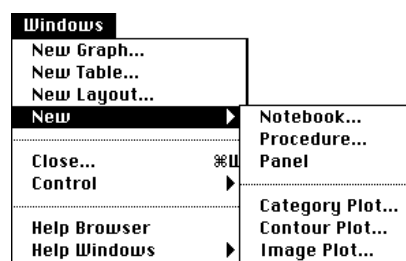 Windows
New Graph...
New Table...
New Layout...
New
Notebook...
Procedure...
Panel
Category Plot...
Contour Plot...
Image Plot...
Close... ⌘W
Control
Help Browser
Help Windows